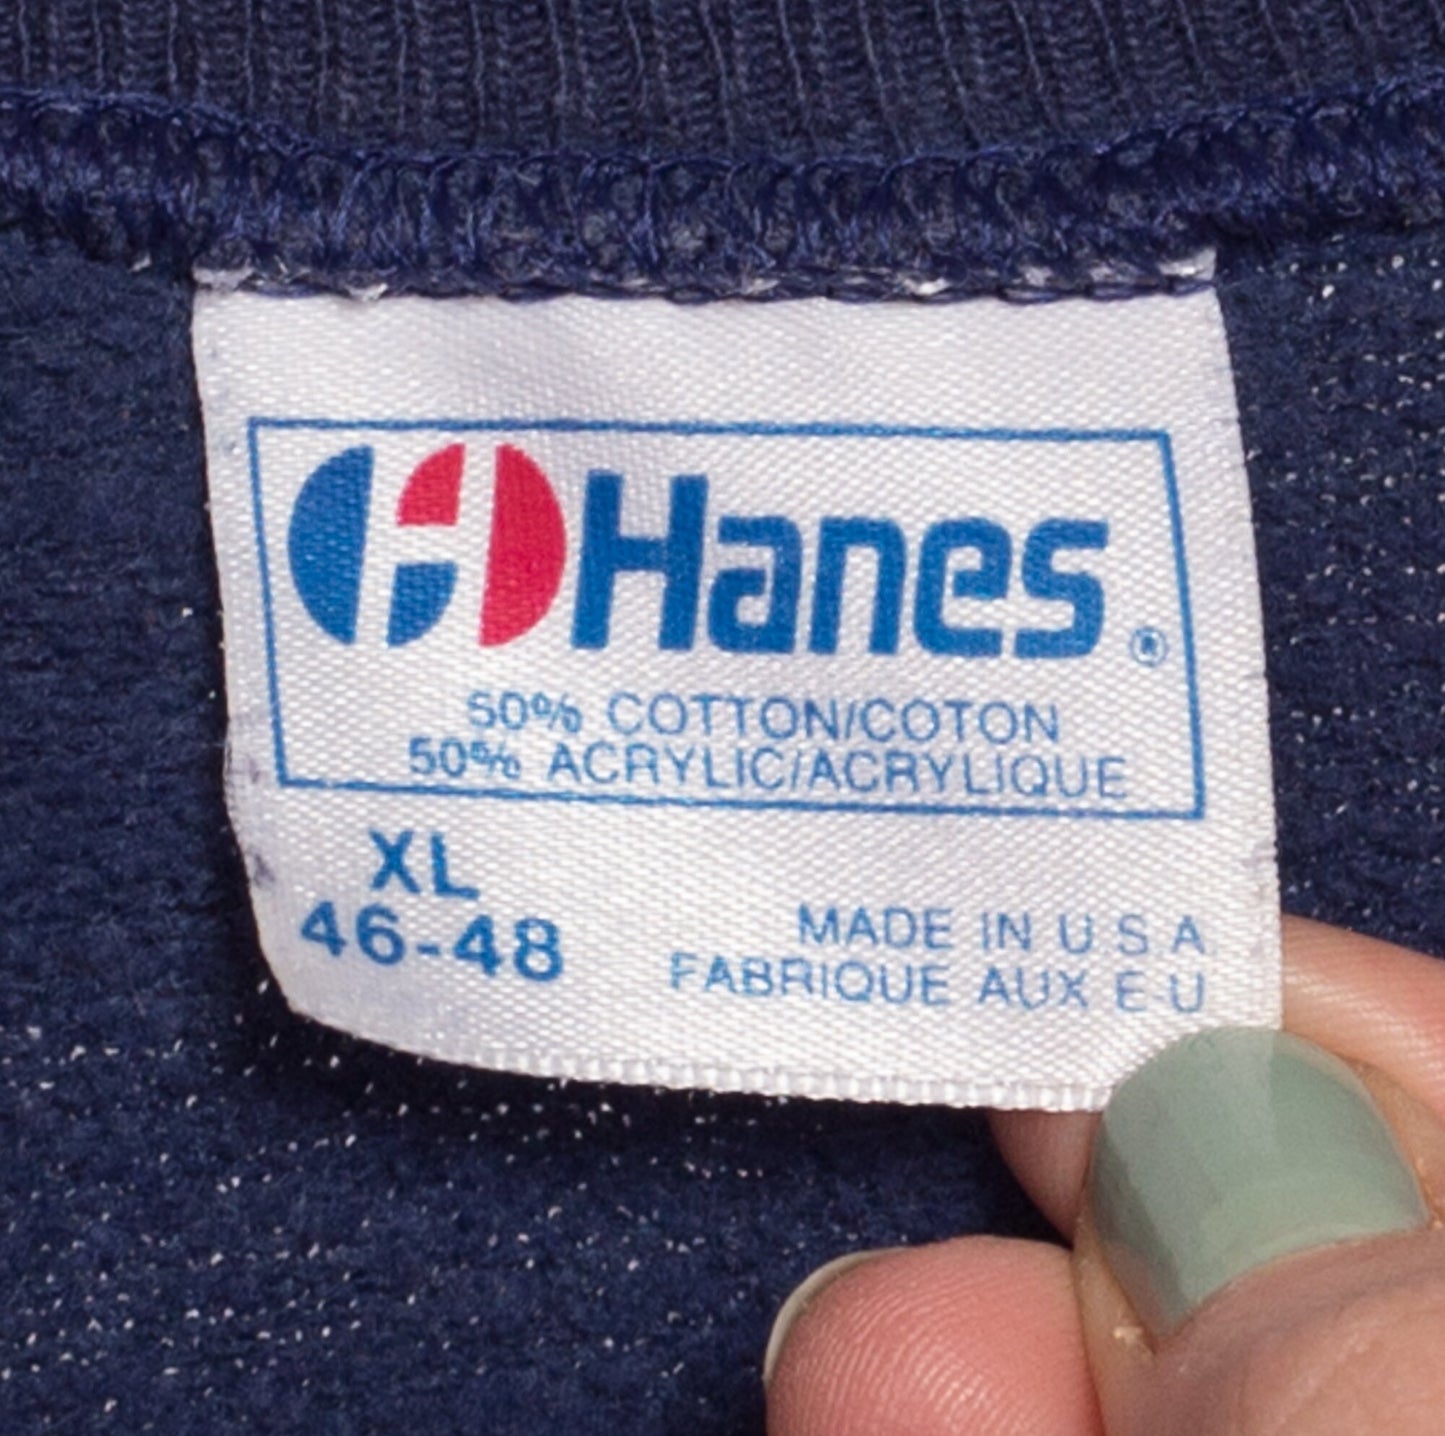 Hanes®
50% COTTON/COTON
50% ACRYLIC/ACRYLIQUE
XL
46-48
MADE IN U S A
FABRIQUE AUX E-U